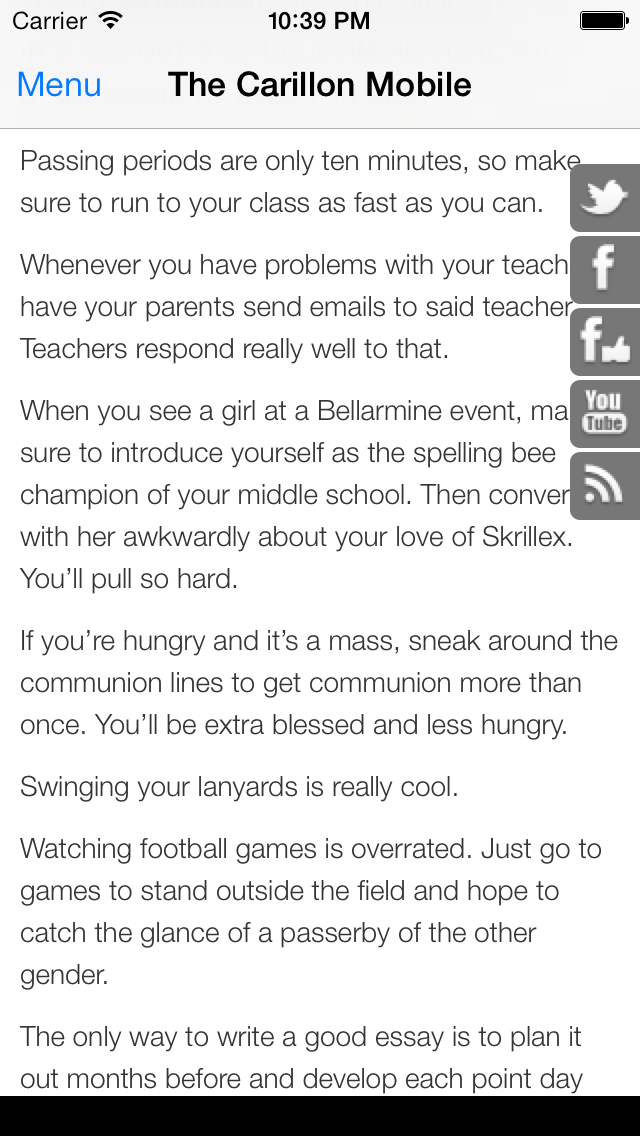 Carrier 10:39 PM
Menu The Carillon Mobile
Passing periods are only ten minutes, so make
sure to run to your class as fast as you can.
Whenever you have problems with your teach
have your parents send emails to said teacher
Teachers respond really well to that.
When you see a girl at a Bellarmine event, ma
sure to introduce yourself as the spelling bee
champion of your middle school. Then conver
with her awkwardly about your love of Skrillex.
You’ll pull so hard.
If you’re hungry and it’s a mass, sneak around the
communion lines to get communion more than
once. You’ll be extra blessed and less hungry.
Swinging your lanyards is really cool.
Watching football games is overrated. Just go to
games to stand outside the field and hope to
catch the glance of a passerby of the other
gender.
The only way to write a good essay is to plan it
out months before and develop each point day
f
f
You
Tube